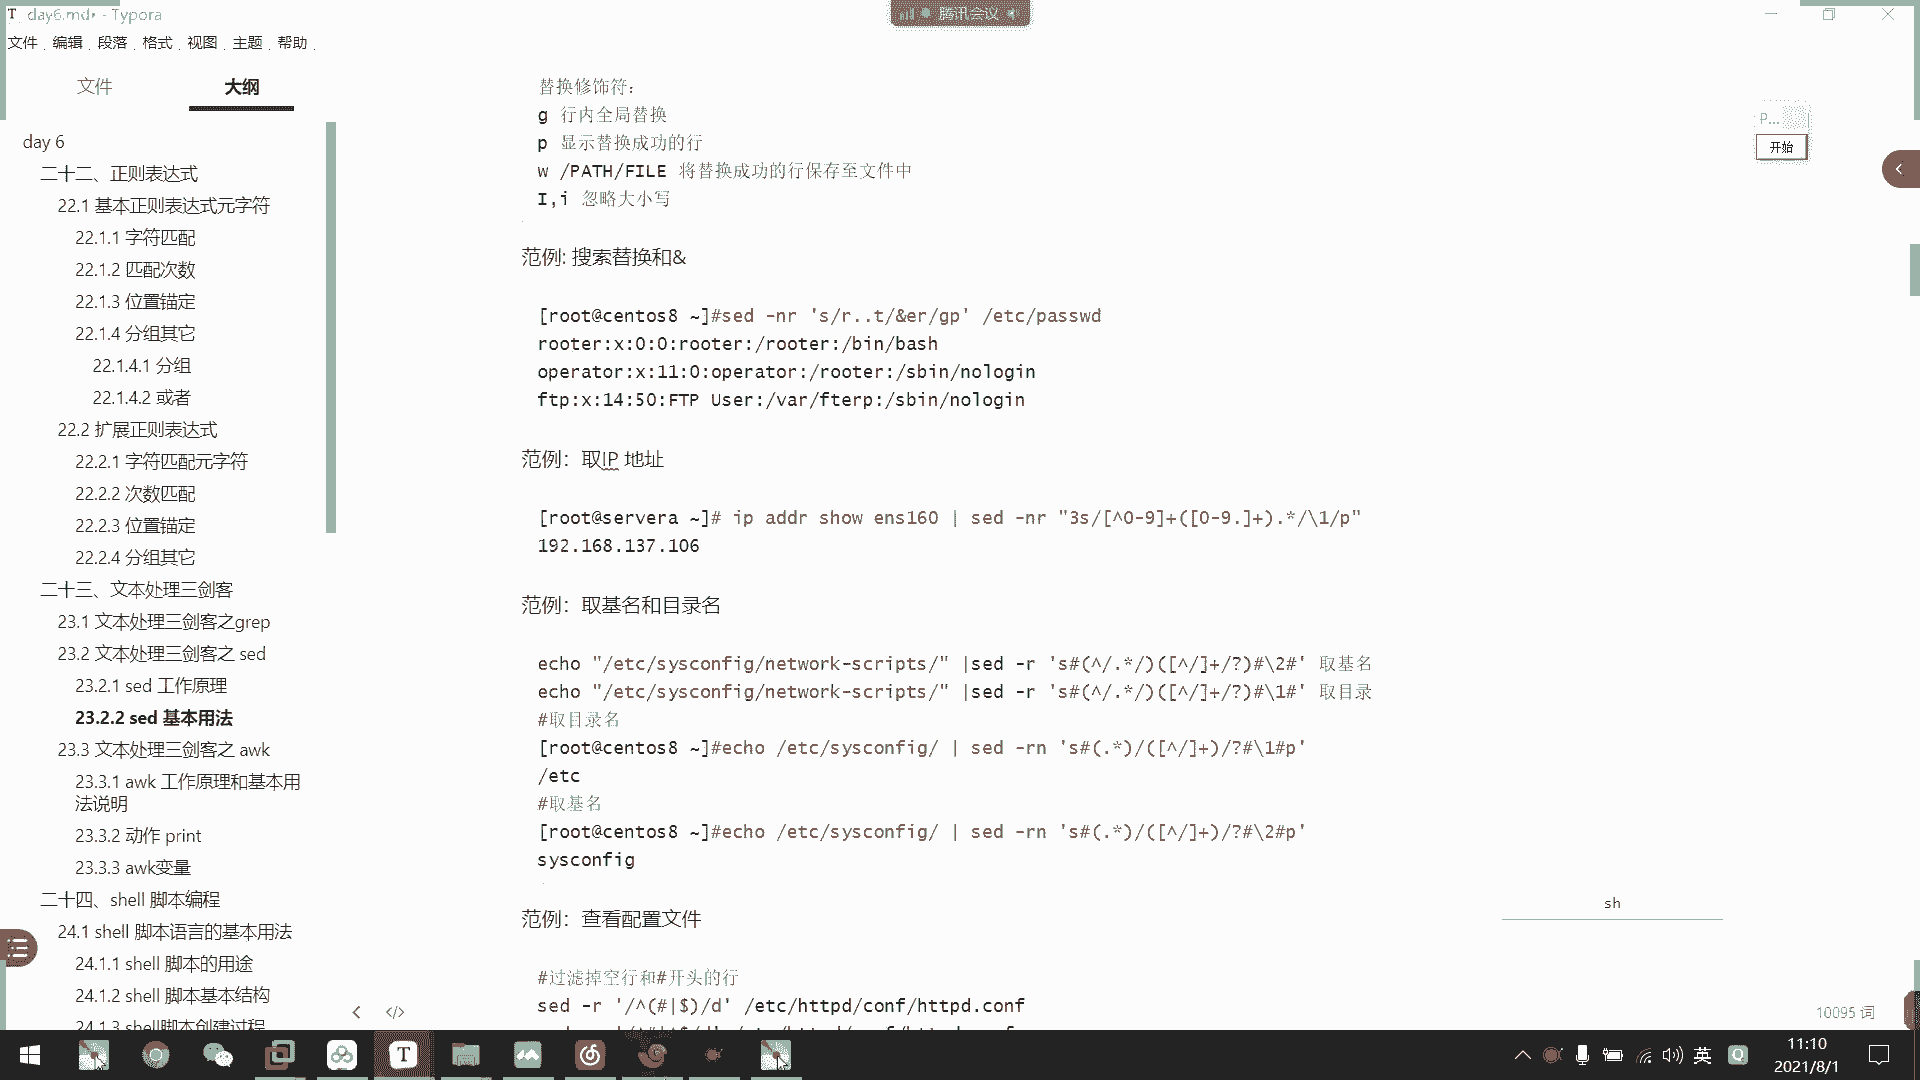 day6.md• - Typora
腾讯会议
文件 编辑 段落 格式 视图 主题 帮助
文件 大纲
day 6
二十二、正则表达式
22.1 基本正则表达式元字符
22.1.1 字符匹配
22.1.2 匹配次数
22.1.3 位置锚定
22.1.4 分组其它
22.1.4.1 分组
22.1.4.2 或者
22.2 扩展正则表达式
22.2.1 字符匹配元字符
22.2.2 次数匹配
22.2.3 位置锚定
22.2.4 分组其它
二十三、文本处理三剑客
23.1 文本处理三剑客之grep
23.2 文本处理三剑客之 sed
23.2.1 sed 工作原理
23.2.2 sed 基本用法
23.3 文本处理三剑客之 awk
23.3.1 awk 工作原理和基本用
法说明
23.3.2 动作 print
23.3.3 awk变量
二十四、shell 脚本编程
24.1 shell 脚本语言的基本用法
24.1.1 shell 脚本的用途
24.1.2 shell 脚本基本结构
24.1.3 shell脚本创建过程
替换修饰符：
g 行内全局替换
p 显示替换成功的行
w /PATH/FILE 将替换成功的行保存至文件中
I,i 忽略大小写
范例: 搜索替换和&
[root@centos8 ~]#sed -nr 's/r..t/&er/gp' /etc/passwd
rooter:x:0:0:rooter:/rooter:/bin/bash
operator:x:11:0:operator:/rooter:/sbin/nologin
ftp:x:14:50:FTP User:/var/fterp:/sbin/nologin
范例：取IP 地址
[root@servera ~]# ip addr show ens160 | sed -nr "3s/[^0-9]+([0-9.]+).*/\1/p"
192.168.137.106
范例：取基名和目录名
echo "/etc/sysconfig/network-scripts/" |sed -r 's#(^/.*/)([^/]+/?)#\2#' 取基名
echo "/etc/sysconfig/network-scripts/" |sed -r 's#(^/.*/)([^/]+/?)#\1#' 取目录
#取目录名
[root@centos8 ~]#echo /etc/sysconfig/ | sed -rn 's#(.*)/([^/]+)/?#\1#p'
/etc
#取基名
[root@centos8 ~]#echo /etc/sysconfig/ | sed -rn 's#(.*)/([^/]+)/?#\2#p'
sysconfig
范例：查看配置文件
#过滤掉空行和#开头的行
sed -r '/^(#|$)/d' /etc/httpd/conf/httpd.conf
P...
开始
sh
10095 词
英
11:10
2021/8/1